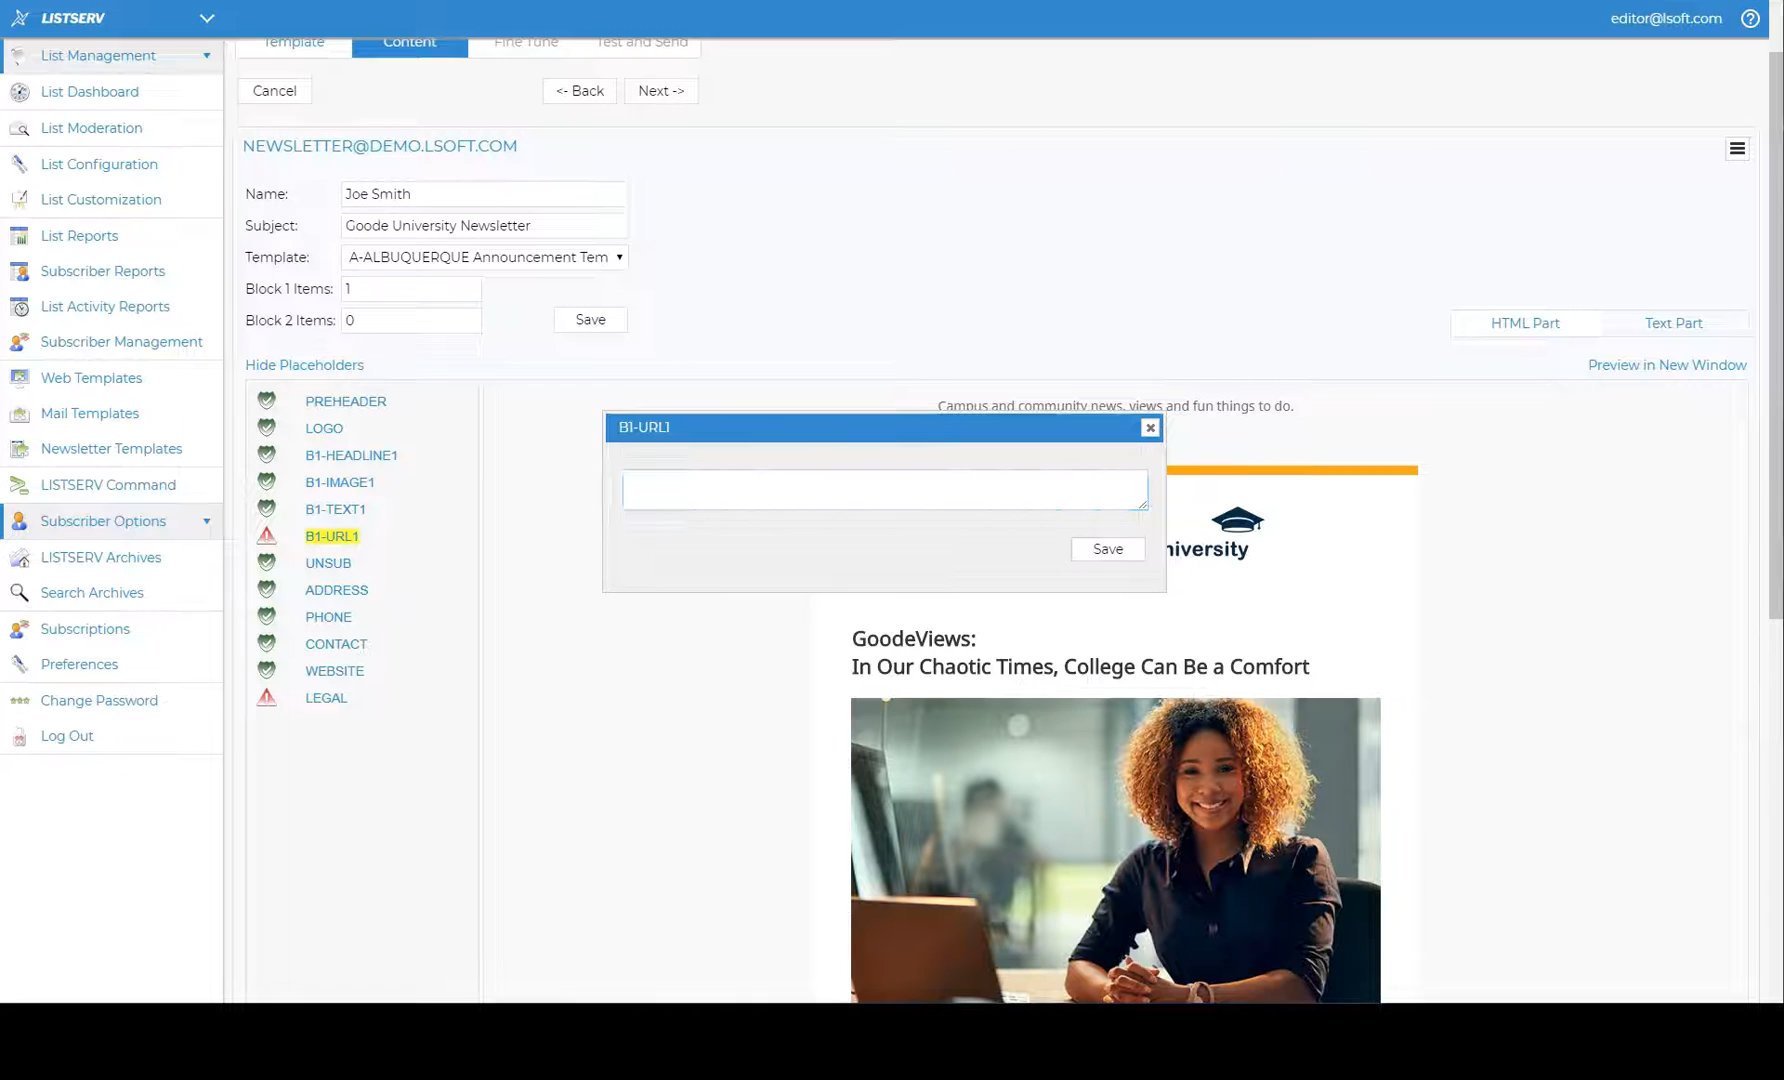 LISTSERV
editor@lsoft.com
?
Template
Content
Fine Tune
Test and Send
List Management
List Dashboard
List Moderation
List Configuration
List Customization
List Reports
Subscriber Reports
List Activity Reports
Subscriber Management
Web Templates
Mail Templates
Newsletter Templates
LISTSERV Command
Subscriber Options
LISTSERV Archives
Search Archives
Subscriptions
Preferences
Change Password
Log Out
Cancel
<- Back
Next ->
NEWSLETTER@DEMO.LSOFT.COM
Name: Joe Smith
Subject: Goode University Newsletter
Template: A-ALBUQUERQUE Announcement Tem
Block 1 Items: 1
Block 2 Items: 0
Save
HTML Part
Text Part
Hide Placeholders
Preview in New Window
PREHEADER
LOGO
B1-HEADLINE1
B1-IMAGE1
B1-TEXT1
B1-URL1
UNSUB
ADDRESS
PHONE
CONTACT
WEBSITE
LEGAL
Campus and community news, views and fun things to do.
B1-URL1
Save
niversity
GoodeViews:
In Our Chaotic Times, College Can Be a Comfort